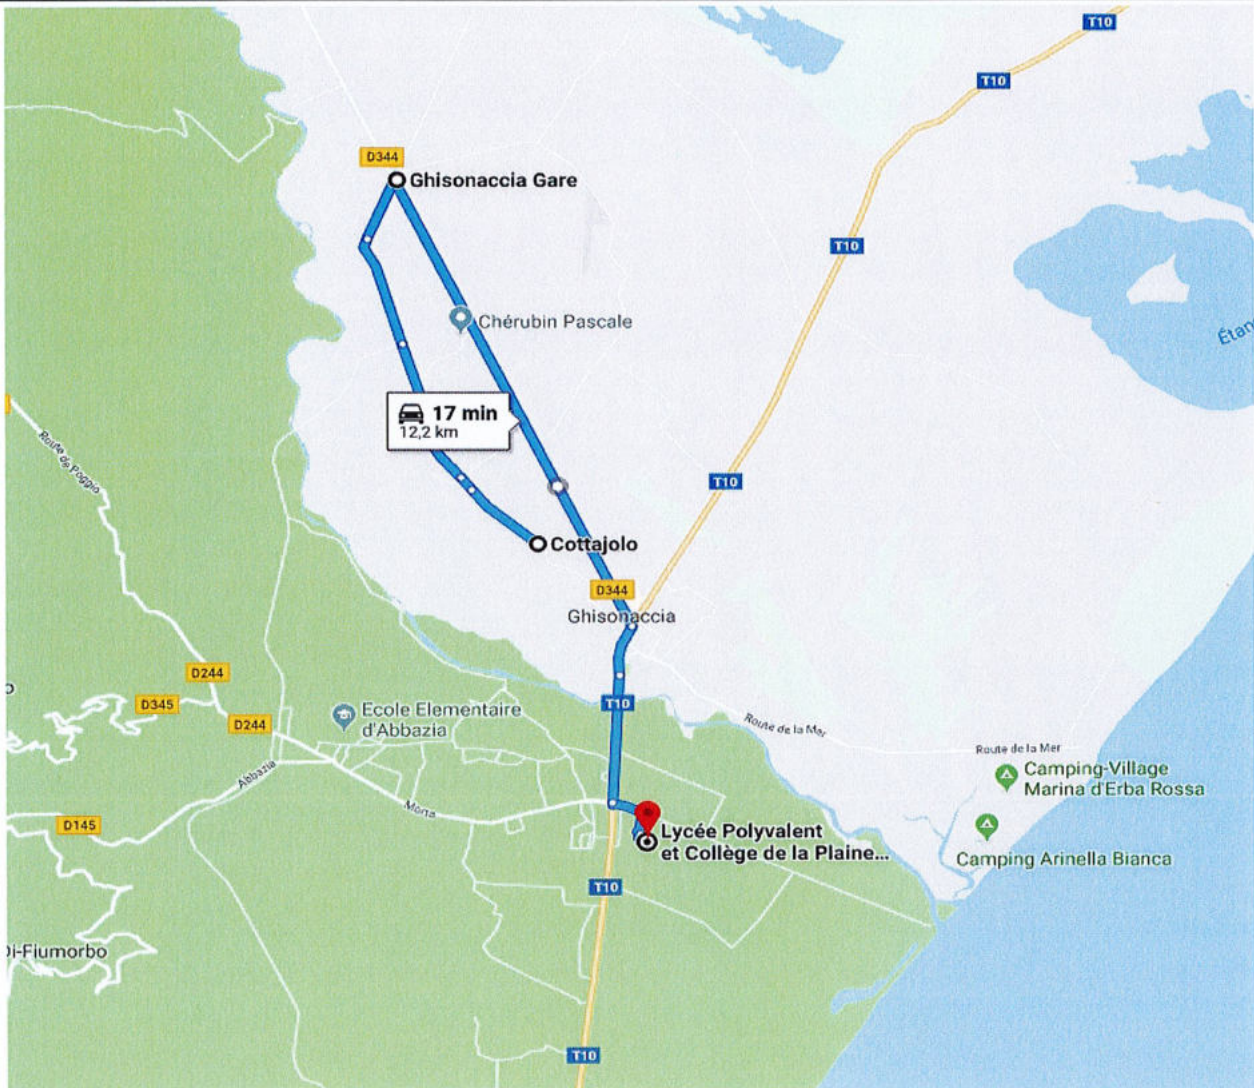 T10
T10
D344
Ghisonaccia Gare
T10
Chérubin Pascale
Étan
17 min
12,2 km
Route de Poggio
T10
Cottajolo
D344
Ghisonaccia
D244
D345
D244
T10
Ecole Elementaire
d'Abbazia
Route de la Mer
Route de la Mer
Camping-Village
Marina d'Erba Rossa
Abbazia
Morta
D145
Lycée Polyvalent
et Collège de la Plaine...
Camping Arinella Bianca
T10
Di-Fiumorbo
T10